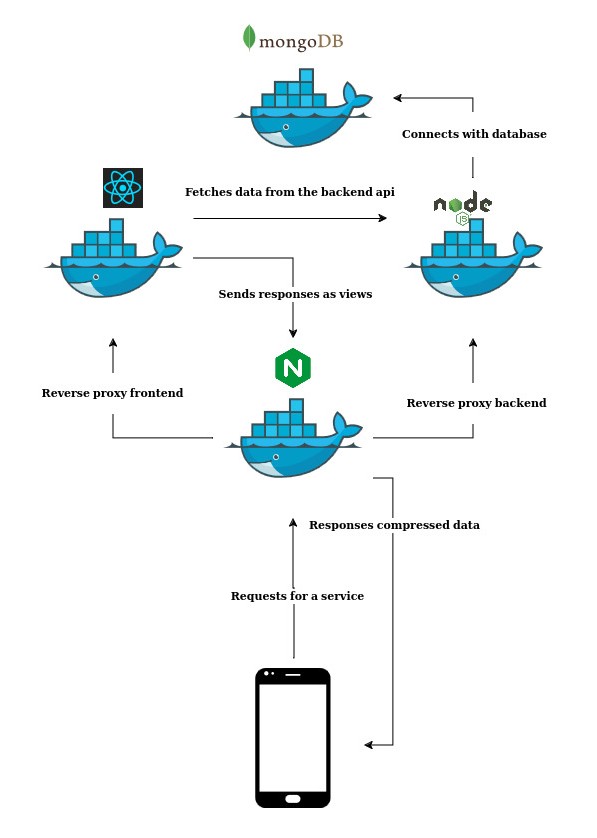 mongoDB
Connects with database
Fetches data from the backend api
node
JS
Sends responses as views
N
Reverse proxy frontend
Reverse proxy backend
Responses compressed data
Requests for a service